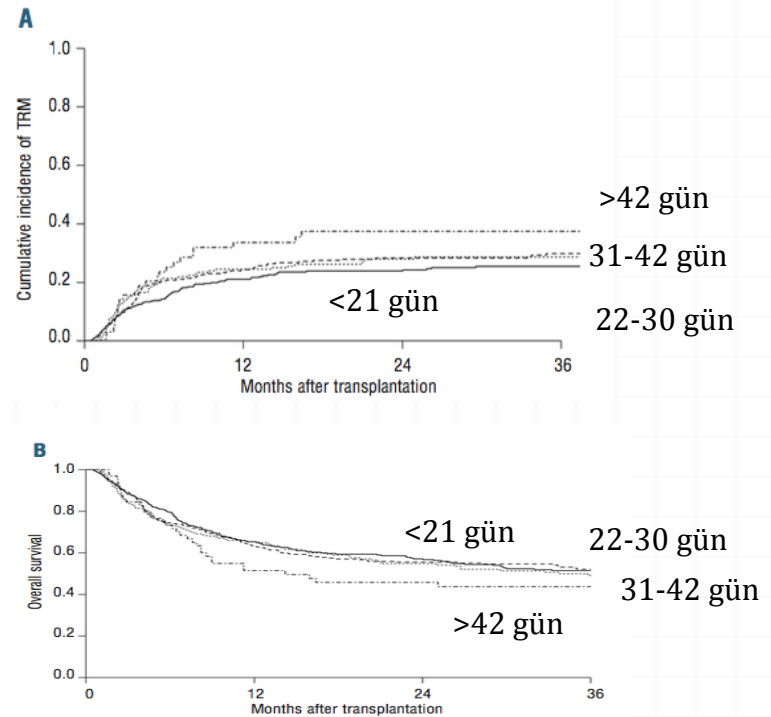 A
1.0
0.8
0.6
0.4
0.2
0.0
Cumulative incidence of TRM
>42 gün
31-42 gün
<21 gün
22-30 gün
0 12 24 36
Months after transplantation
B
1.0
0.8
0.6
0.4
0.2
0.0
Overall survival
<21 gün
22-30 gün
31-42 gün
>42 gün
0 12 24 36
Months after transplantation